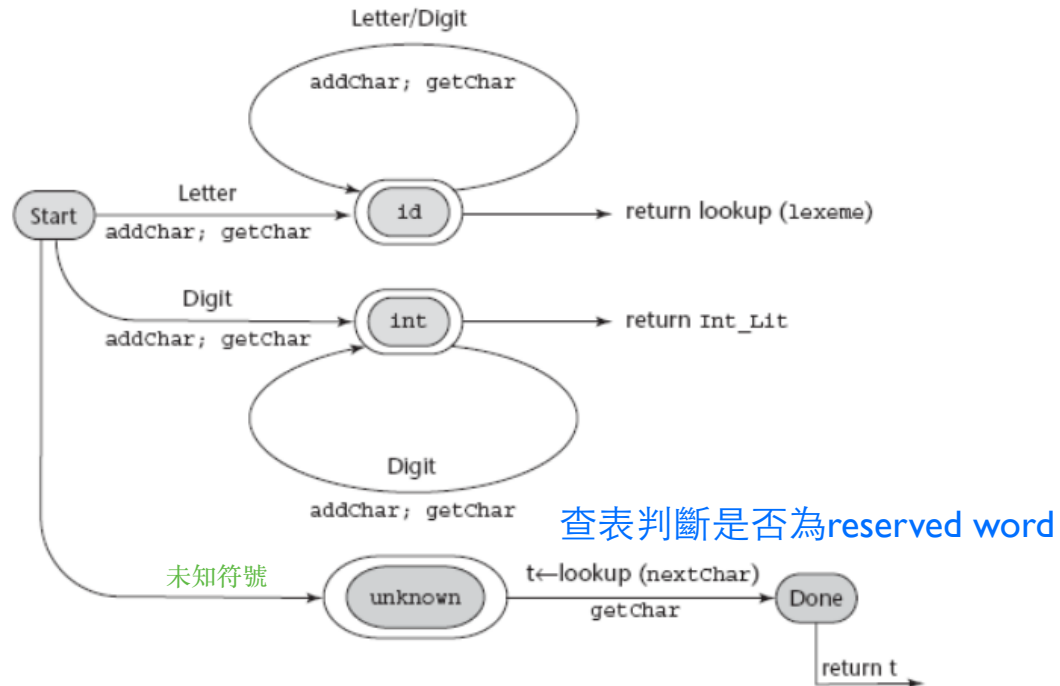 Letter/Digit
addChar; getChar
Letter
Start
id
return lookup (lexeme)
addChar; getChar
Digit
int
return Int_Lit
addChar; getChar
Digit
addChar; getChar
查表判斷是否為reserved word
未知符號
t←lookup (nextChar)
unknown
Done
getChar
return t